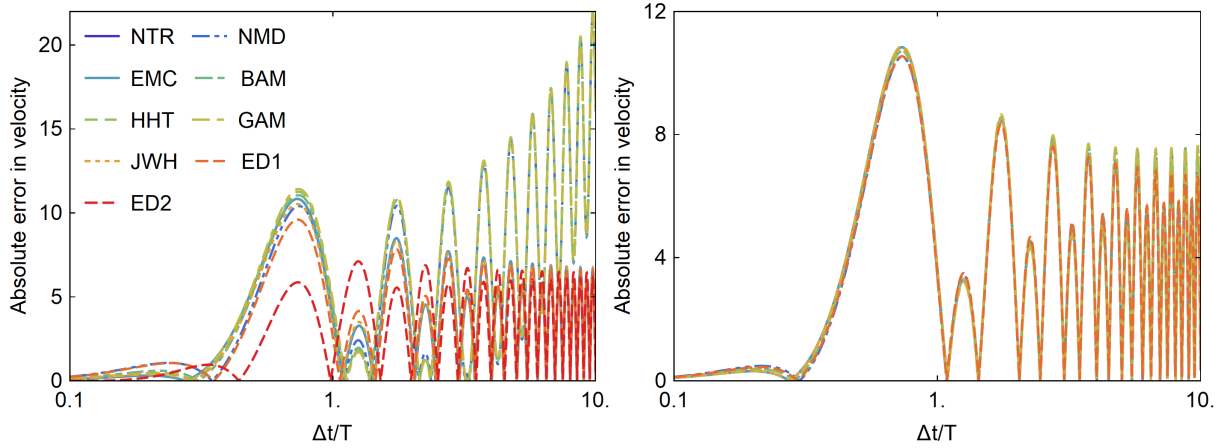 Absolute error in velocity
20
15
10
5
0
NTR NMD
EMC BAM
HHT GAM
JWH ED1
ED2
0.1 1. 10.
Δt/T
Absolute error in velocity
12
8
4
0
0.1 1. 10.
Δt/T